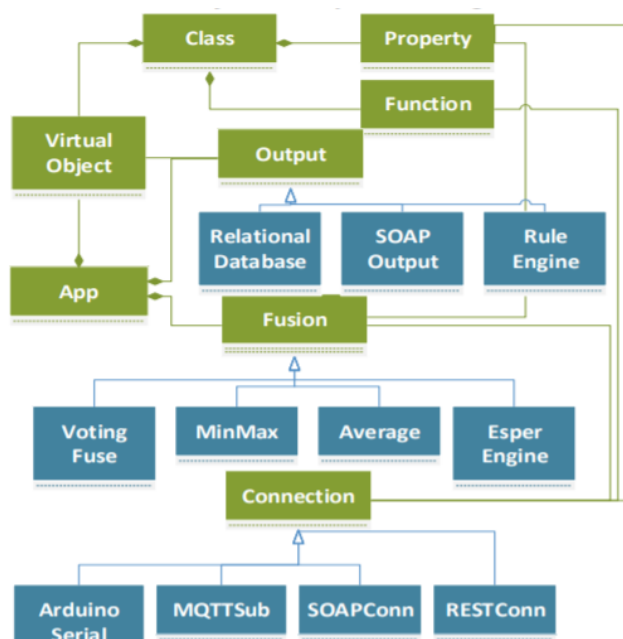 Class
Property
Function
Virtual
Object
Output
Relational
Database
SOAP
Output
Rule
Engine
App
Fusion
Voting
Fuse
MinMax
Average
Esper
Engine
Connection
Arduino
Serial
MQTTSub
SOAPConn
RESTConn